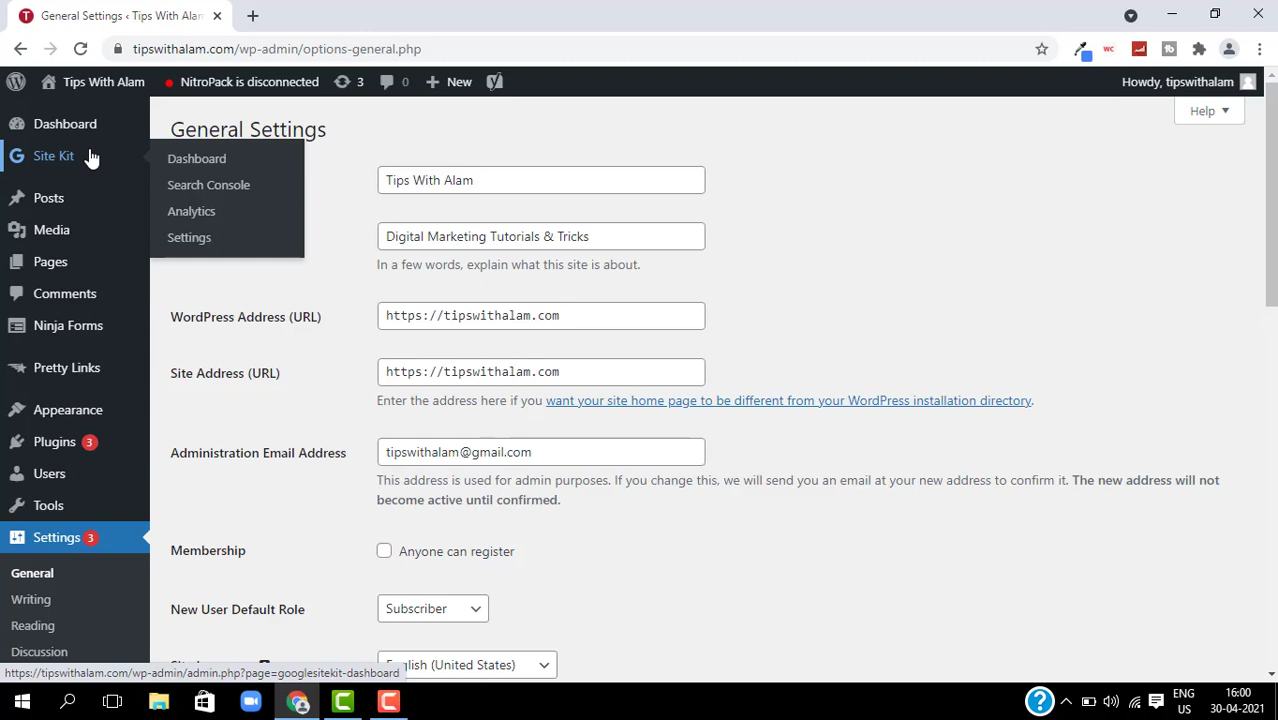 General Settings ‹ Tips With Alam
tipswithalam.com/wp-admin/options-general.php
WC
Tips With Alam
NitroPack is disconnected
3
0
New
Howdy, tipswithalam
Dashboard
Site Kit
Posts
Media
Pages
Comments
Ninja Forms
Pretty Links
Appearance
Plugins 3
Users
Tools
Settings 3
General
Writing
Reading
Discussion
Dashboard
Search Console
Analytics
Settings
Help
General Settings
Tips With Alam
Digital Marketing Tutorials & Tricks
In a few words, explain what this site is about.
WordPress Address (URL)
https://tipswithalam.com
Site Address (URL)
https://tipswithalam.com
Enter the address here if you want your site home page to be different from your WordPress installation directory.
Administration Email Address
tipswithalam@gmail.com
This address is used for admin purposes. If you change this, we will send you an email at your new address to confirm it. The new address will not
become active until confirmed.
Membership
Anyone can register
New User Default Role
Subscriber
English (United States)
https://tipswithalam.com/wp-admin/admin.php?page=googlesitekit-dashboard
ENG
US
16:00
30-04-2021